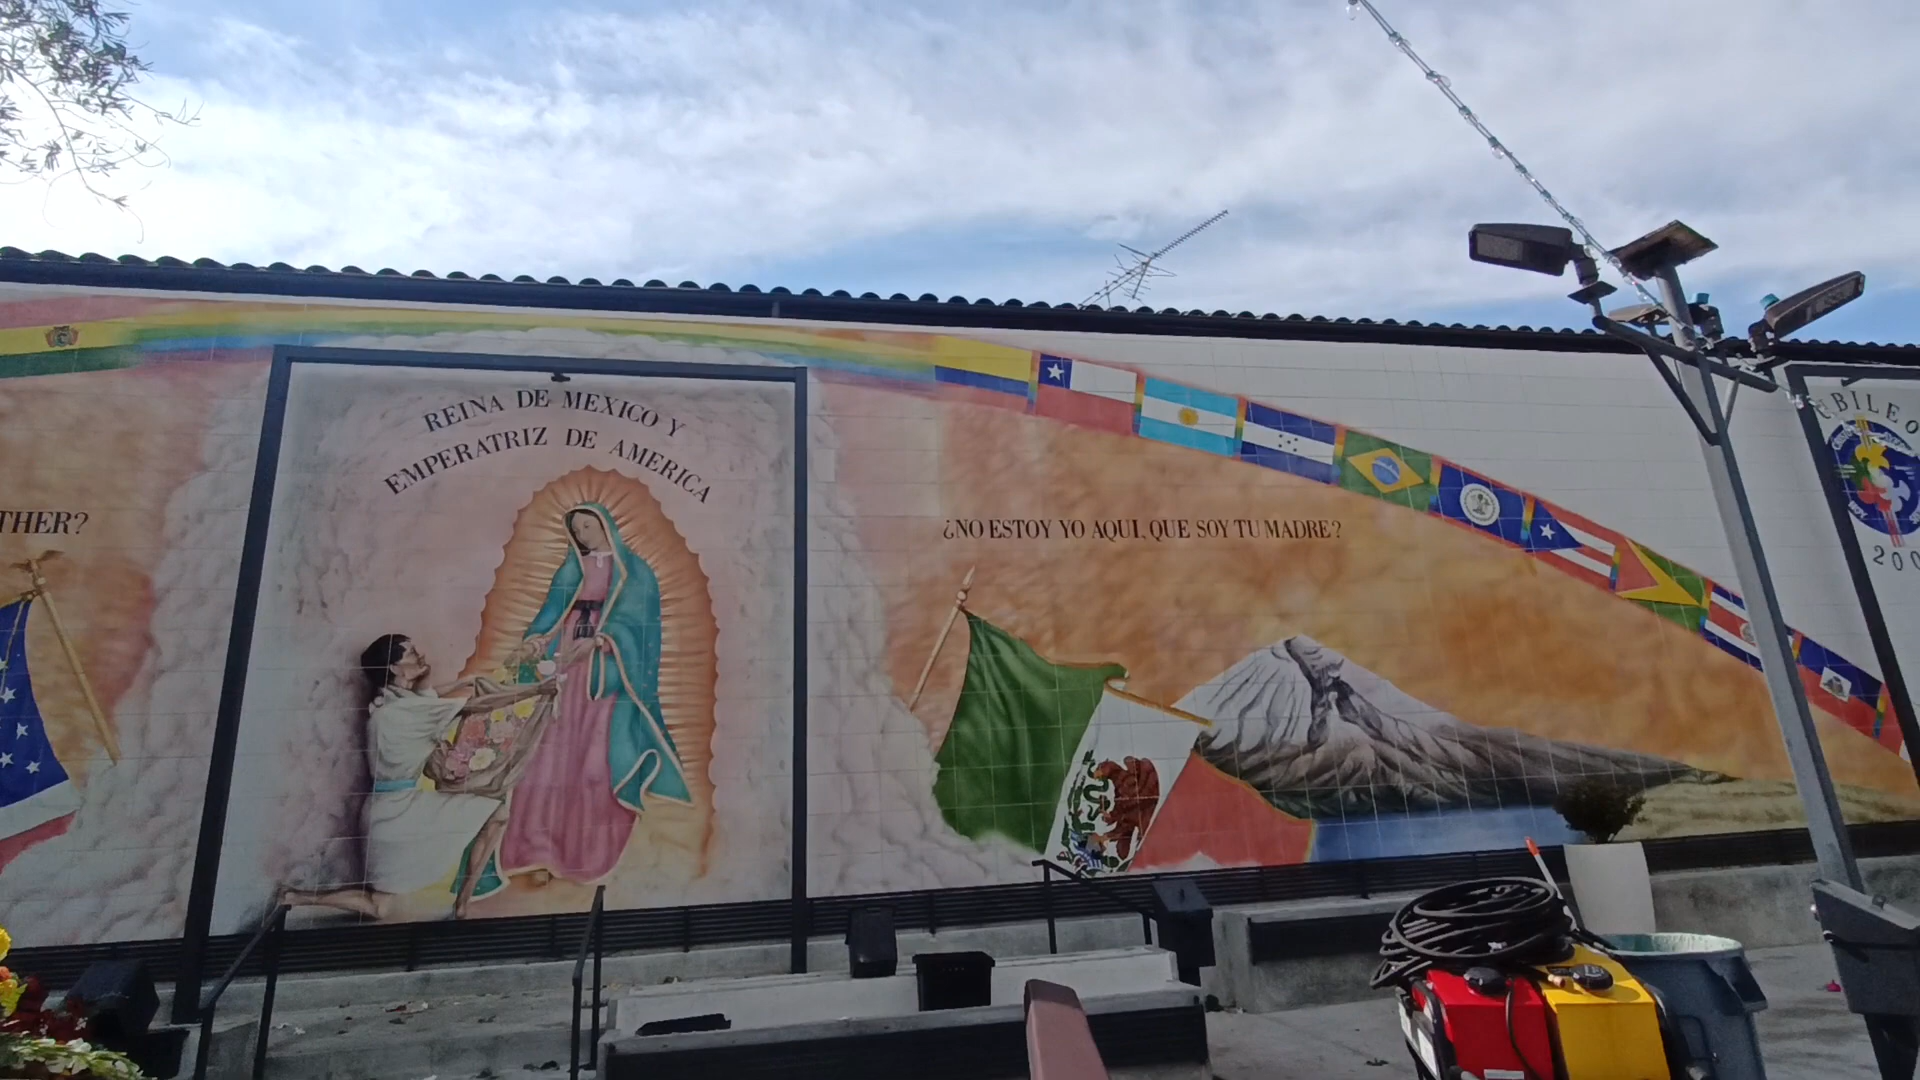 REINA DE MEXICO Y
EMPERATRIZ DE AMERICA
THER?
¿NO ESTOY YO AQUI, QUE SOY TU MADRE?
UBILEO
200